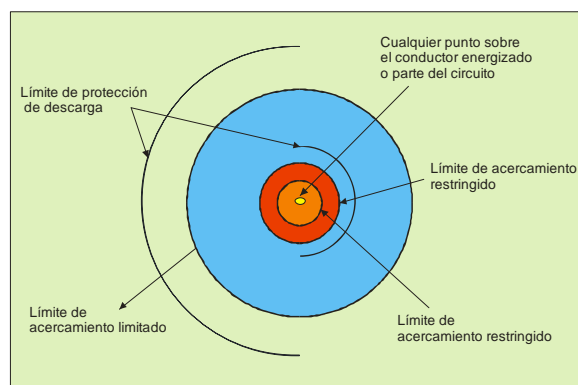 Cualquier punto sobre
el conductor energizado
o parte del circuito
Límite de protección
de descarga
Límite de acercamiento
restringido
Límite de
acercamiento limitado
Límite de
acercamiento restringido